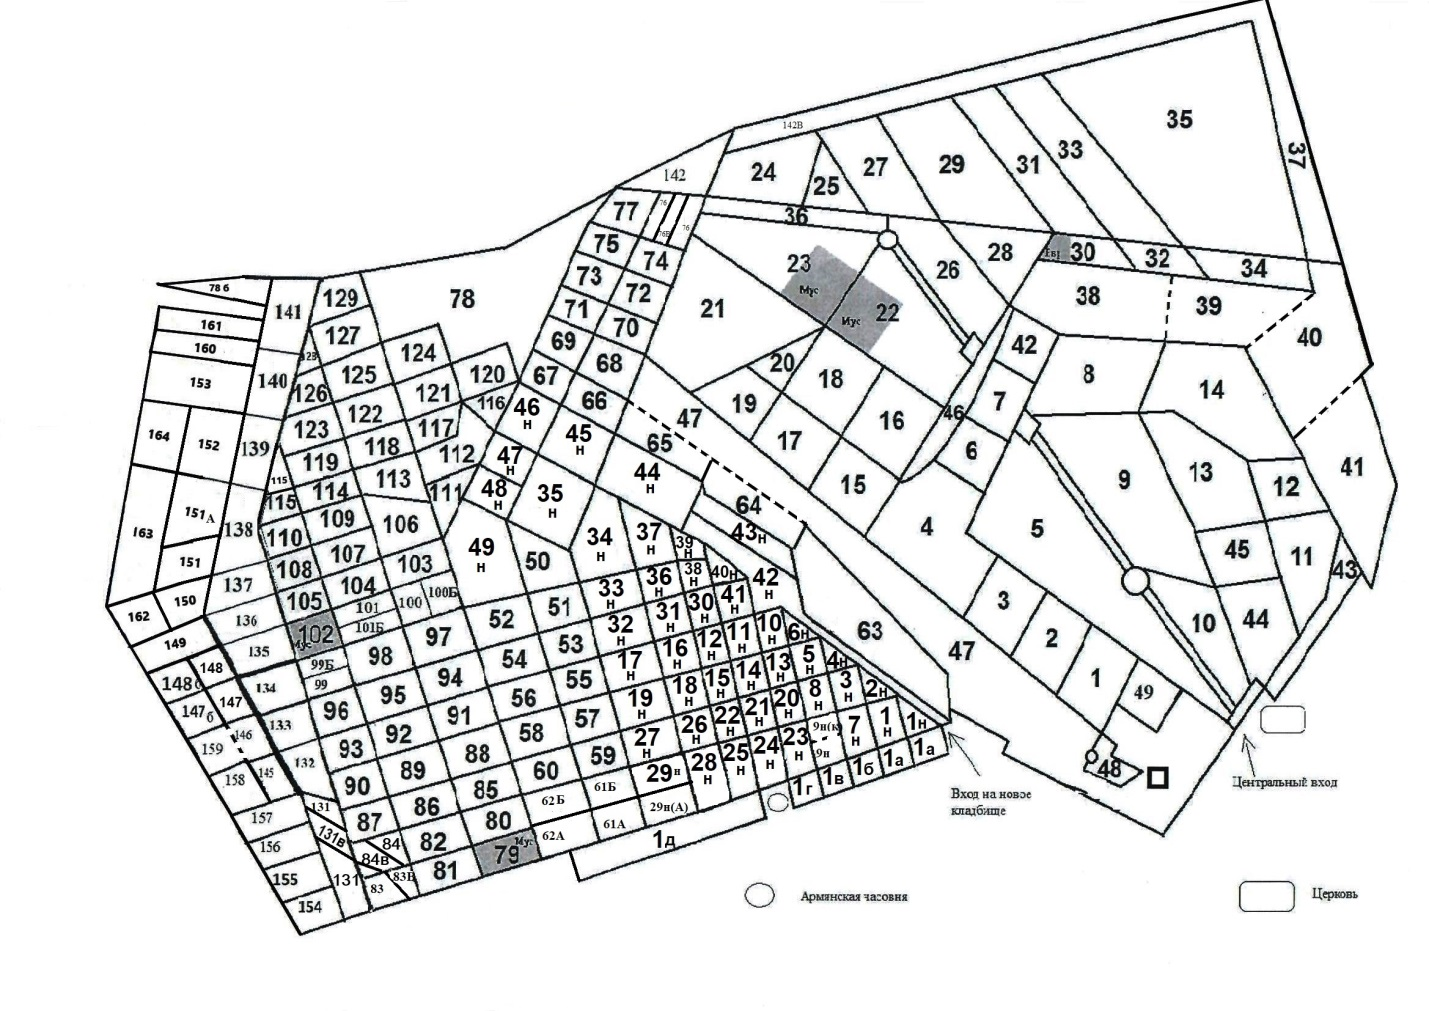 35
142В
33
37
24
27
29
31
25
142
77
76
76Б
76
36
75
74
28
30
32
34
23
26
Мус
73
72
21
22
Мус
38
39
40
78 б
141
129
78
71
70
161
127
69
68
42
160
124
20
8
14
153
140
125
120
67
18
7
126
121
116
66
19
16
46
122
46 н
47
164
152
139
123
117
45 н
65
17
6
9
13
41
118
112
47 н
119
115
113
48 н
44 н
15
12
115
114
111
35 н
64
163
151А
138
109
106
43н
4
5
110
34 н
37 н
39 н
45
11
43
151
107
49 н
50
108
103
38 н
40н
42
137
104
100Б
33 н
36 н
41 н
162
150
105
101
100
51
30 н
3
10
44
136
102
Мус
101Б
52
32 н
31 н
10 н
6н
63
2
149
135
97
53
16 н
12 н
11 н
47
99Б
98
54
17 н
5 н
4н
148
99
94
55
18 н
15 н
14 н
13 н
3 н
2н
1
49
148б
134
95
56
19 н
20 н
8 н
147
96
91
57
26 н
22 н
21 н
9н(к)
7 н
1 н
1н
147 б
133
92
58
27 н
25 н
24 н
23 н
9н
1а
146
93
88
59
28 н
1б
1а
159
132
89
60
29н
1в
48
158
145
90
85
61Б
1г
131
86
62Б
29н(А)
157
87
80
61А
Вход на новое
кладбище
Центральный вход
131в
84
82
62А
1д
156
84в
79
Мус
155
131
83
83В
81
154
Армянская часовня
Церковь